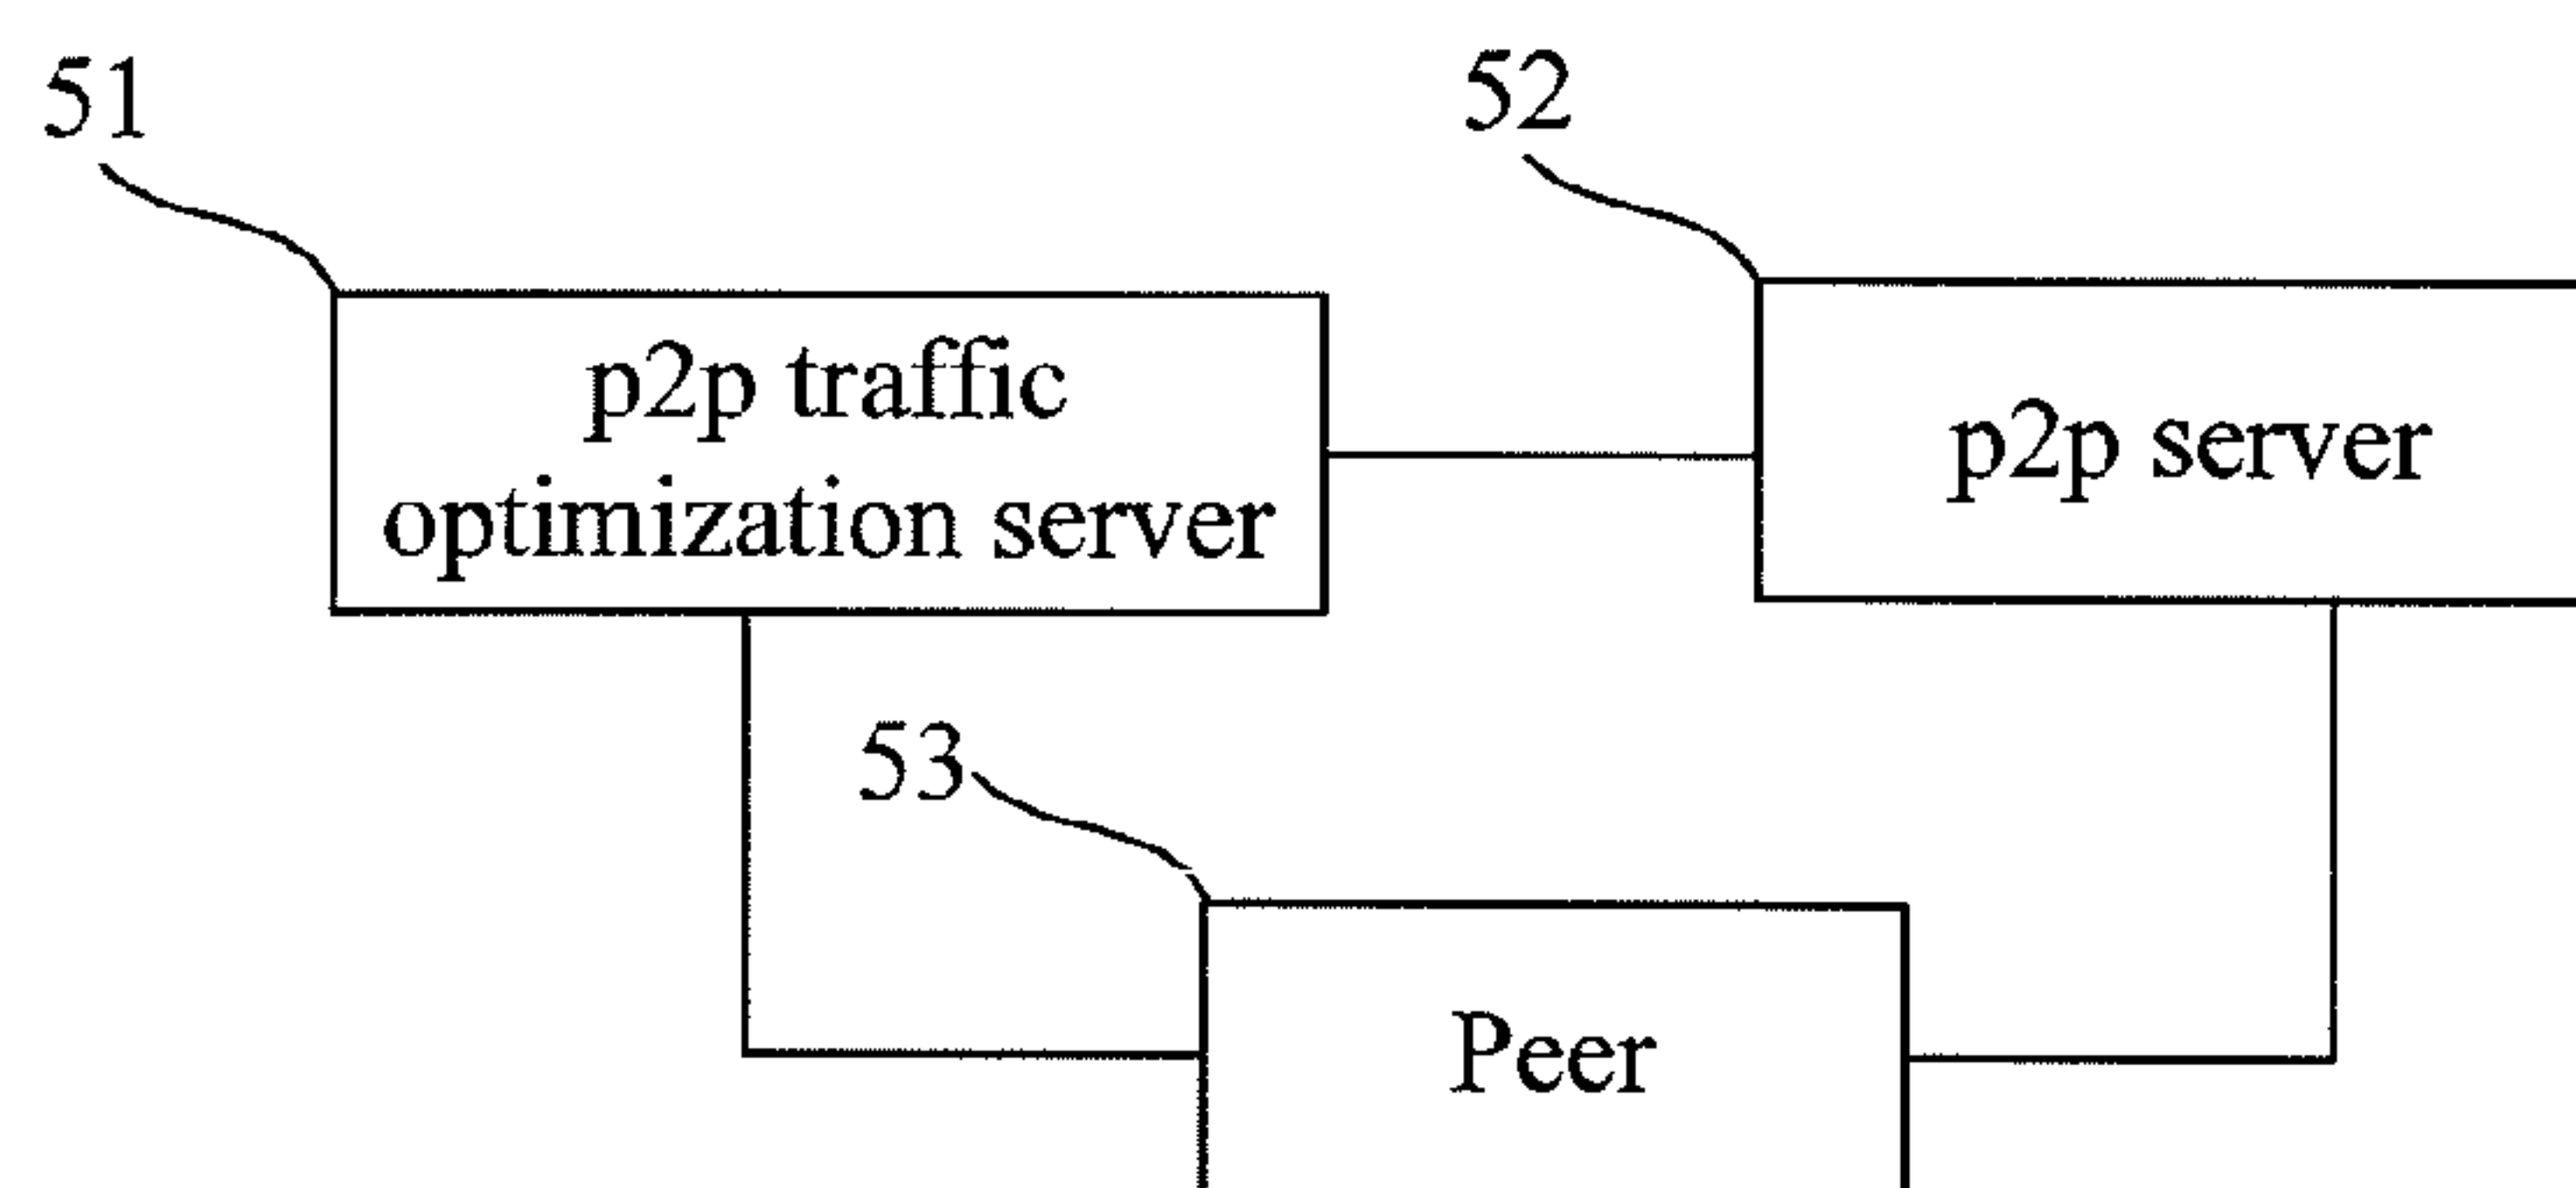 51
52
p2p traffic
optimization server
p2p server
53
Peer